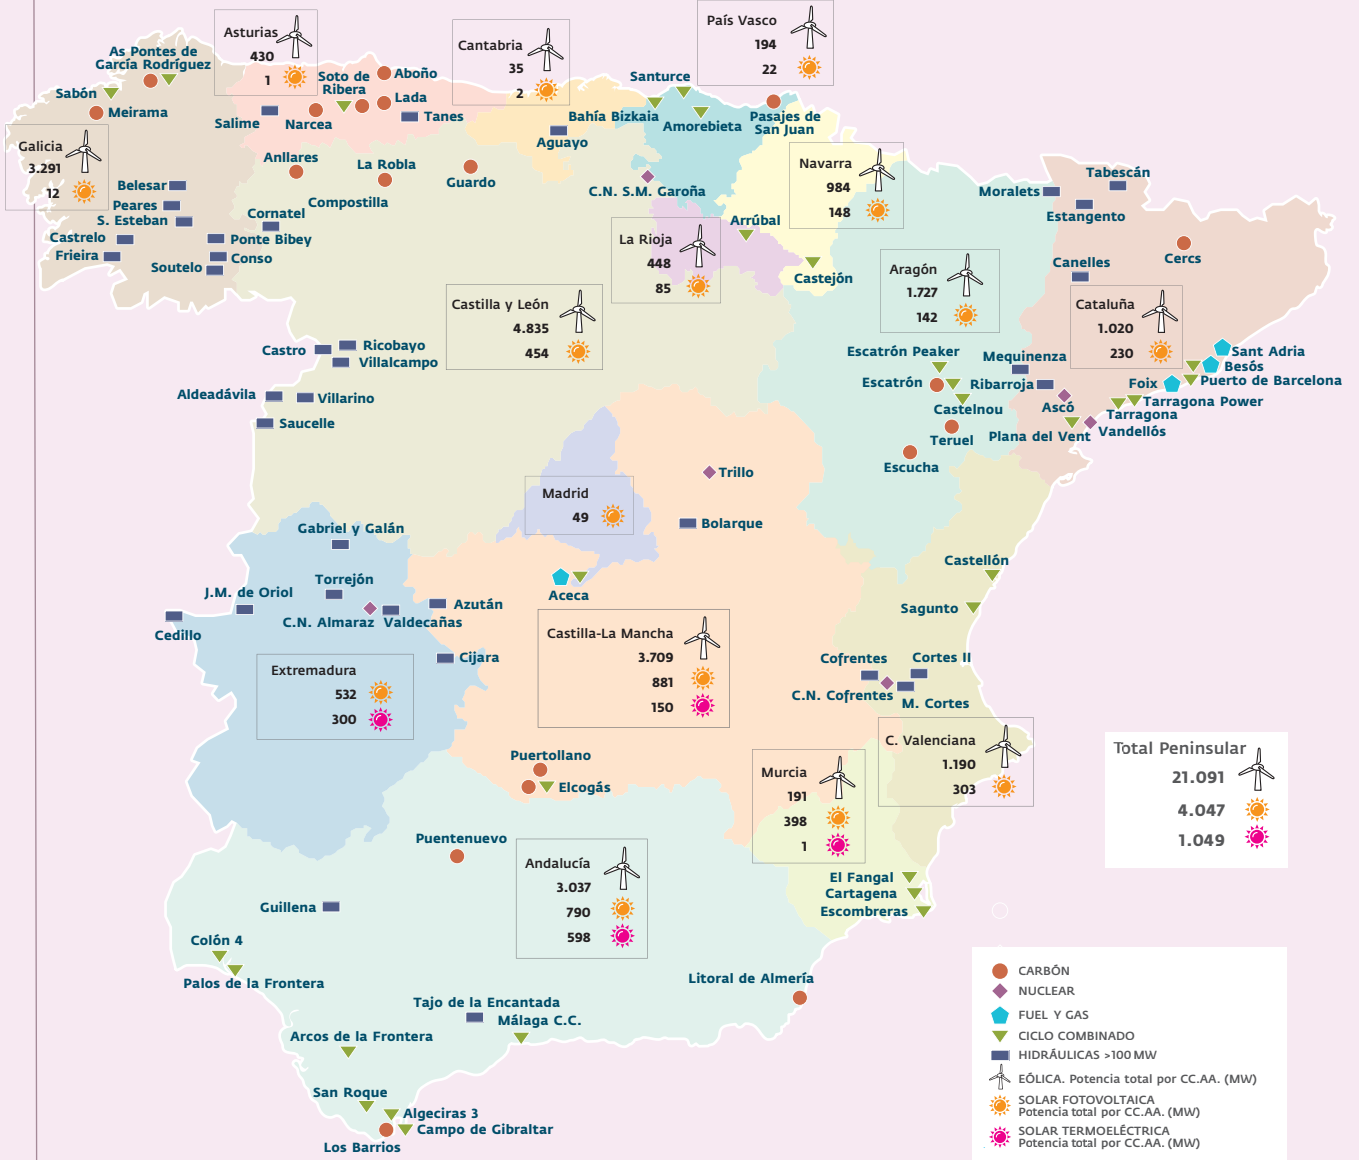 Asturias
430
1
Cantabria
35
2
País Vasco
194
22
As Pontes de
García Rodríguez
Sabón
Meirama
Soto de
Ribera
Aboño
Lada
Salime
Narcea
Tanes
Santurce
Bahía Bizkaia
Amorebieta
Pasajes de
San Juan
Aguayo
Galicia
3.291
12
Anllares
La Robla
Compostilla
Guardo
C.N. S.M. Garoña
Navarra
984
148
Belesar
Peares
S. Esteban
Castrelo
Frieira
Cornatel
Ponte Bibey
Conso
Soutelo
La Rioja
448
85
Arrúbal
Castejón
Moralets
Tabescán
Estangento
Canelles
Cercs
Aragón
1.727
142
Cataluña
1.020
230
Castilla y León
4.835
454
Castro
Ricobayo
Villalcampo
Aldeadávila
Villarino
Saucelle
Escatrón Peaker
Escatrón
Castelnou
Teruel
Escucha
Mequinenza
Ribarroja
Ascó
Plana del Vent
Vandellós
Foix
Sant Adria
Besós
Puerto de Barcelona
Tarragona Power
Tarragona
Trillo
Madrid
49
Bolarque
Gabriel y Galán
Torrejón
J.M. de Oriol
Cedillo
C.N. Almaraz
Valdecañas
Azután
Cijara
Aceca
Castellón
Sagunto
Castilla-La Mancha
3.709
881
150
Extremadura
532
300
Cofrentes
Cortes II
C.N. Cofrentes
M. Cortes
C. Valenciana
1.190
303
Murcia
191
398
1
Total Peninsular
21.091
4.047
1.049
Puertollano
Elcogás
Puentenuevo
Andalucía
3.037
790
598
El Fangal
Cartagena
Escombreras
Guillena
Colón 4
Palos de la Frontera
Litoral de Almería
Tajo de la Encantada
Málaga C.C.
Arcos de la Frontera
San Roque
Algeciras 3
Campo de Gibraltar
Los Barrios
CARBÓN
NUCLEAR
FUEL Y GAS
CICLO COMBINADO
HIDRÁULICAS >100 MW
EÓLICA. Potencia total por CC.AA. (MW)
SOLAR FOTOVOLTAICA
Potencia total por CC.AA. (MW)
SOLAR TERMOELÉCTRICA
Potencia total por CC.AA. (MW)